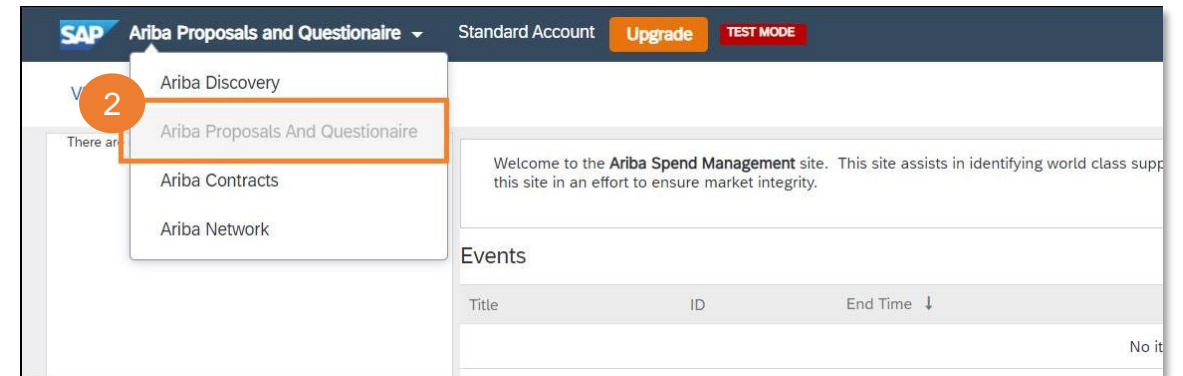 SAP Ariba Proposals and Questionaire Standard Account Upgrade TEST MODE
V
2
Ariba Discovery
Ariba Proposals And Questionaire
Ariba Contracts
Ariba Network
There are
Welcome to the Ariba Spend Management site. This site assists in identifying world class supp
this site in an effort to ensure market integrity.
Events
Title ID End Time ↓
No it